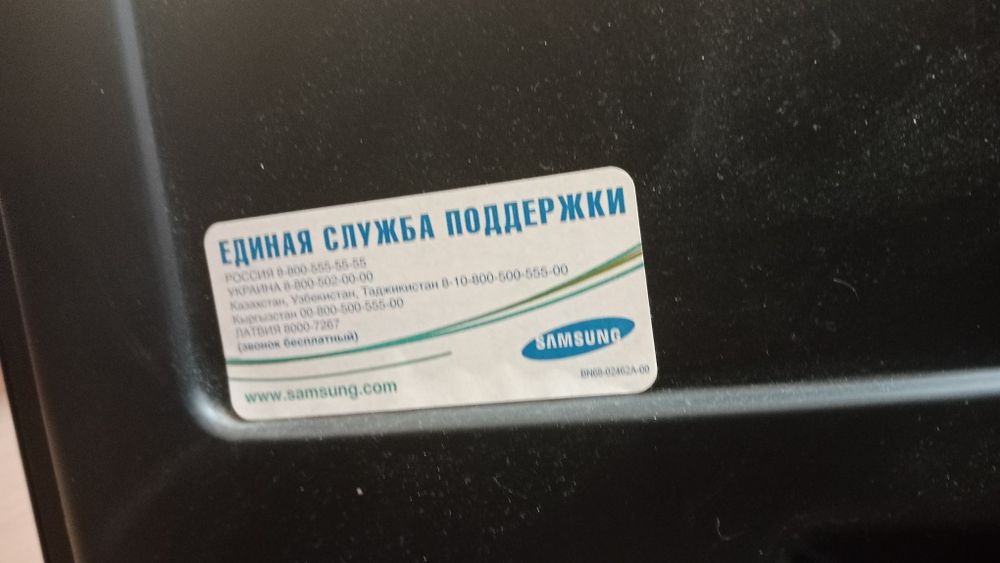 ЕДИНАЯ СЛУЖБА ПОДДЕРЖКИ
РОССИЯ 8-800-555-55-55
УКРАИНА 8-800-502-00-00
Казахстан, Узбекистан, Таджикистан 8-10-800-500-555-00
Кыргызстан 00-800-500-555-00
ЛАТВИЯ 8000-7267
(звонок бесплатный)
SAMSUNG
BN68-02462A-00
www.samsung.com